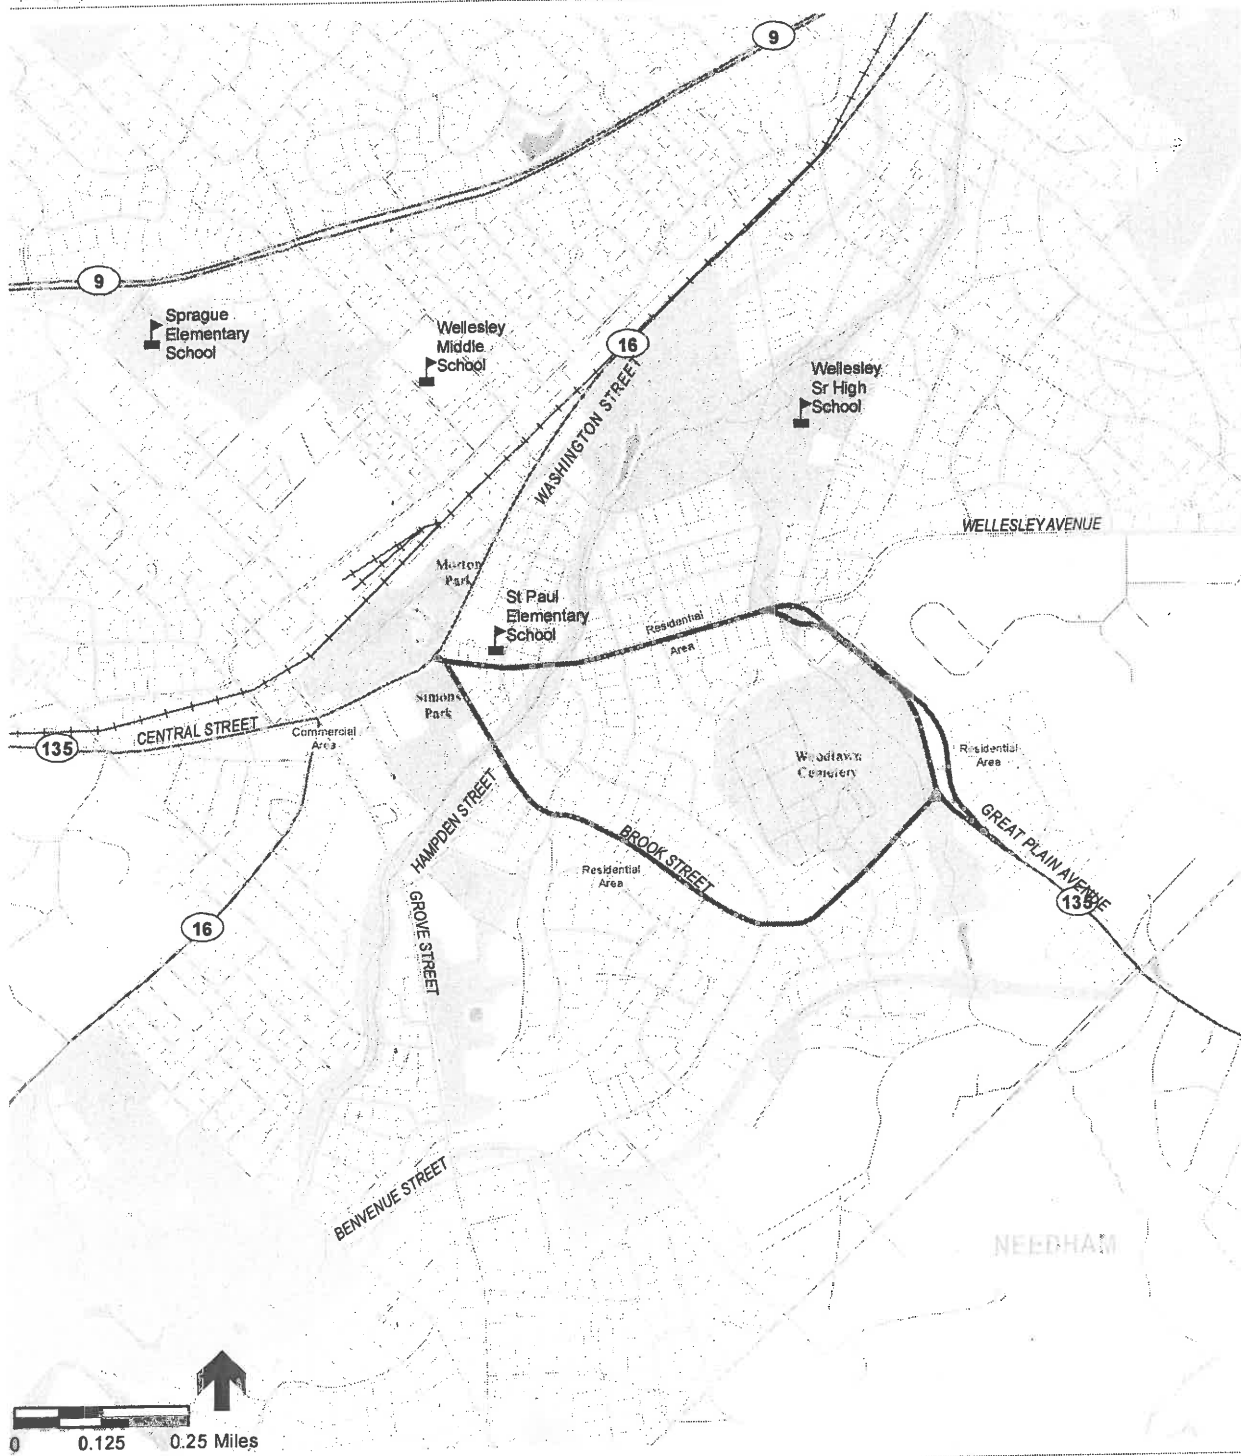 9
9
Sprague
Elementary
School
Wellesley
Middle
School
16
WASHINGTON STREET
Wellesley
Sr High
School
WELLESLEY AVENUE
Morton
Park
St Paul
Elementary
School
Residential
Area
Simons
Park
CENTRAL STREET
135
Commercial
Area
Woodlawn
Cemetery
Residential
Area
HAMPDEN STREET
BROOK STREET
GREAT PLAIN AVENUE
Residential
Area
135
GROVE STREET
16
BENVENUE STREET
NEEDHAM
0 0.125 0.25 Miles